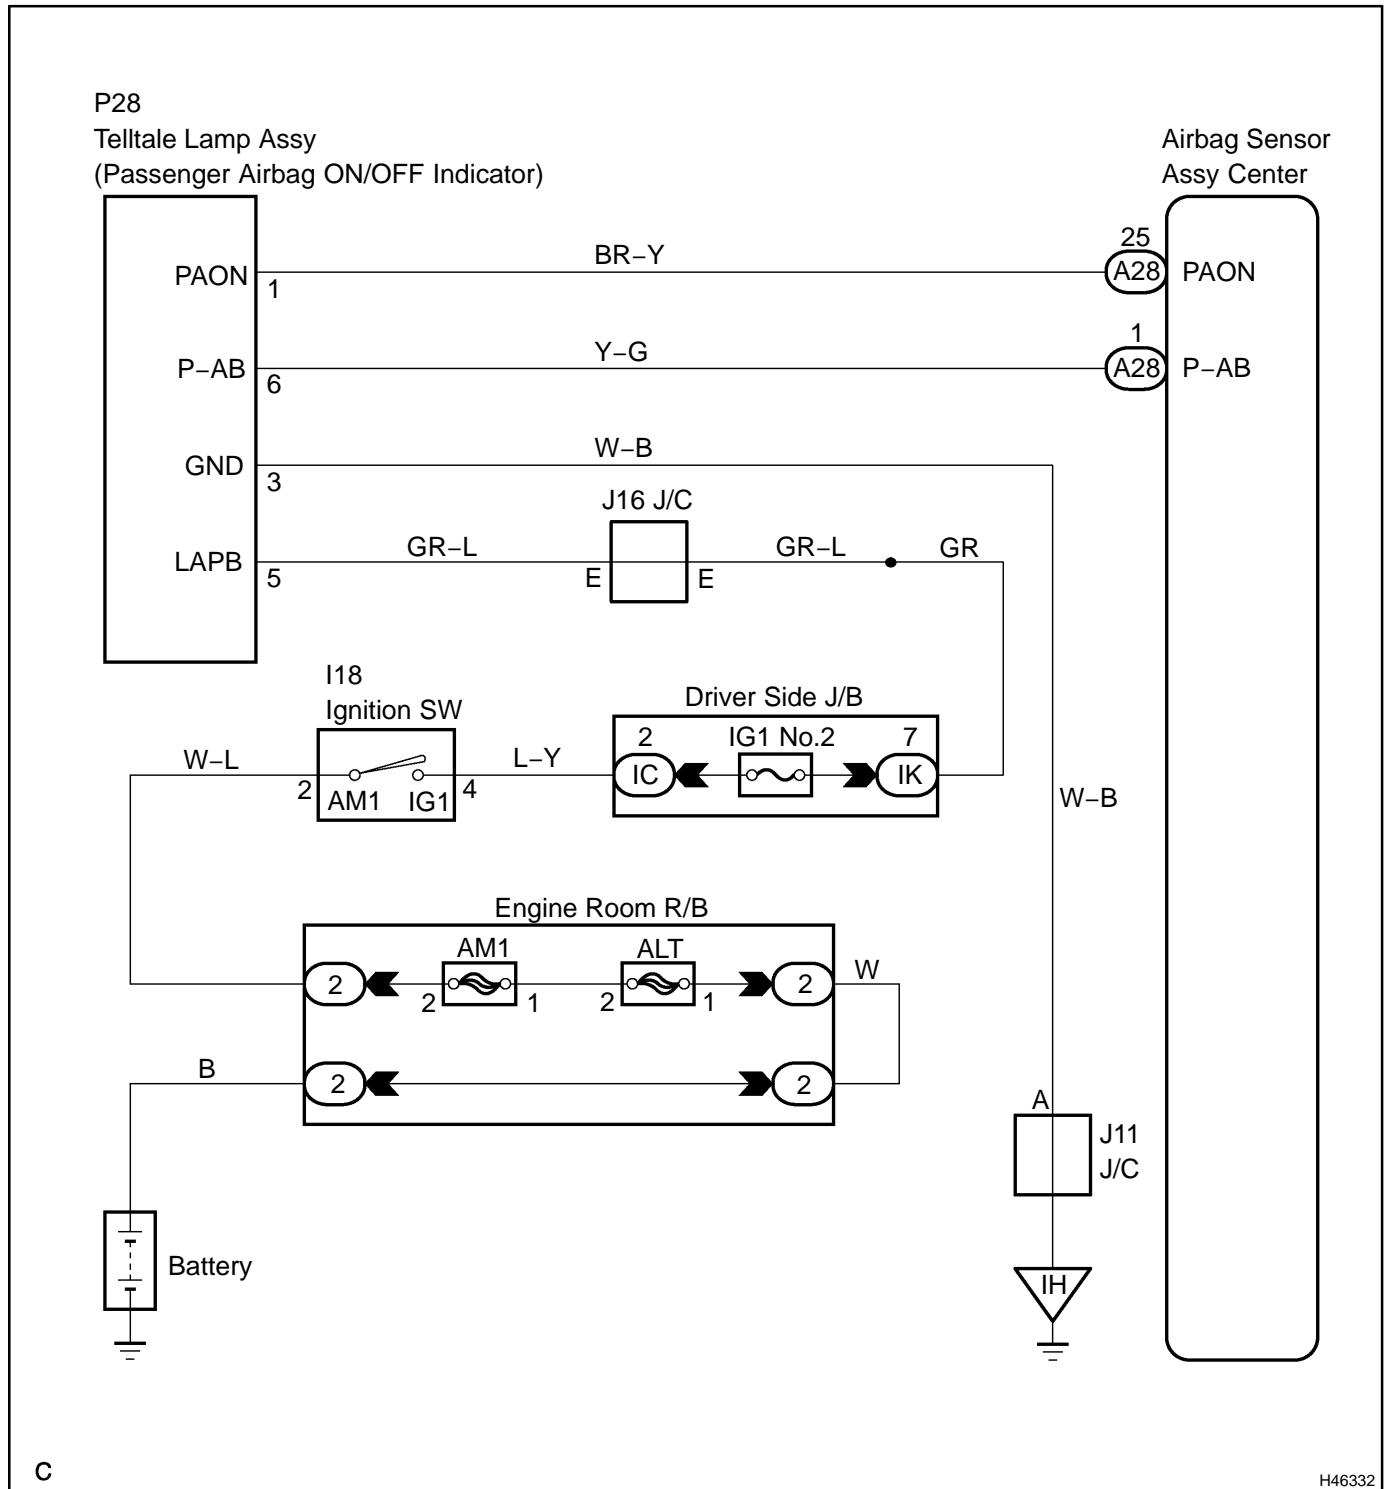 P28
Telltale Lamp Assy
(Passenger Airbag ON/OFF Indicator)
Airbag Sensor
Assy Center
PAON
1
BR−Y
25
A28
PAON
P−AB
6
Y−G
1
A28
P−AB
GND
3
W−B
J16 J/C
LAPB
5
GR−L
E
E
GR−L
GR
I18
Ignition SW
W−L
2
AM1
IG1
4
L−Y
Driver Side J/B
2
IC
IG1 No.2
7
IK
W−B
Engine Room R/B
2
AM1
2
1
ALT
2
1
2
W
B
2
2
A
J11
J/C
IH
Battery
C
H46332